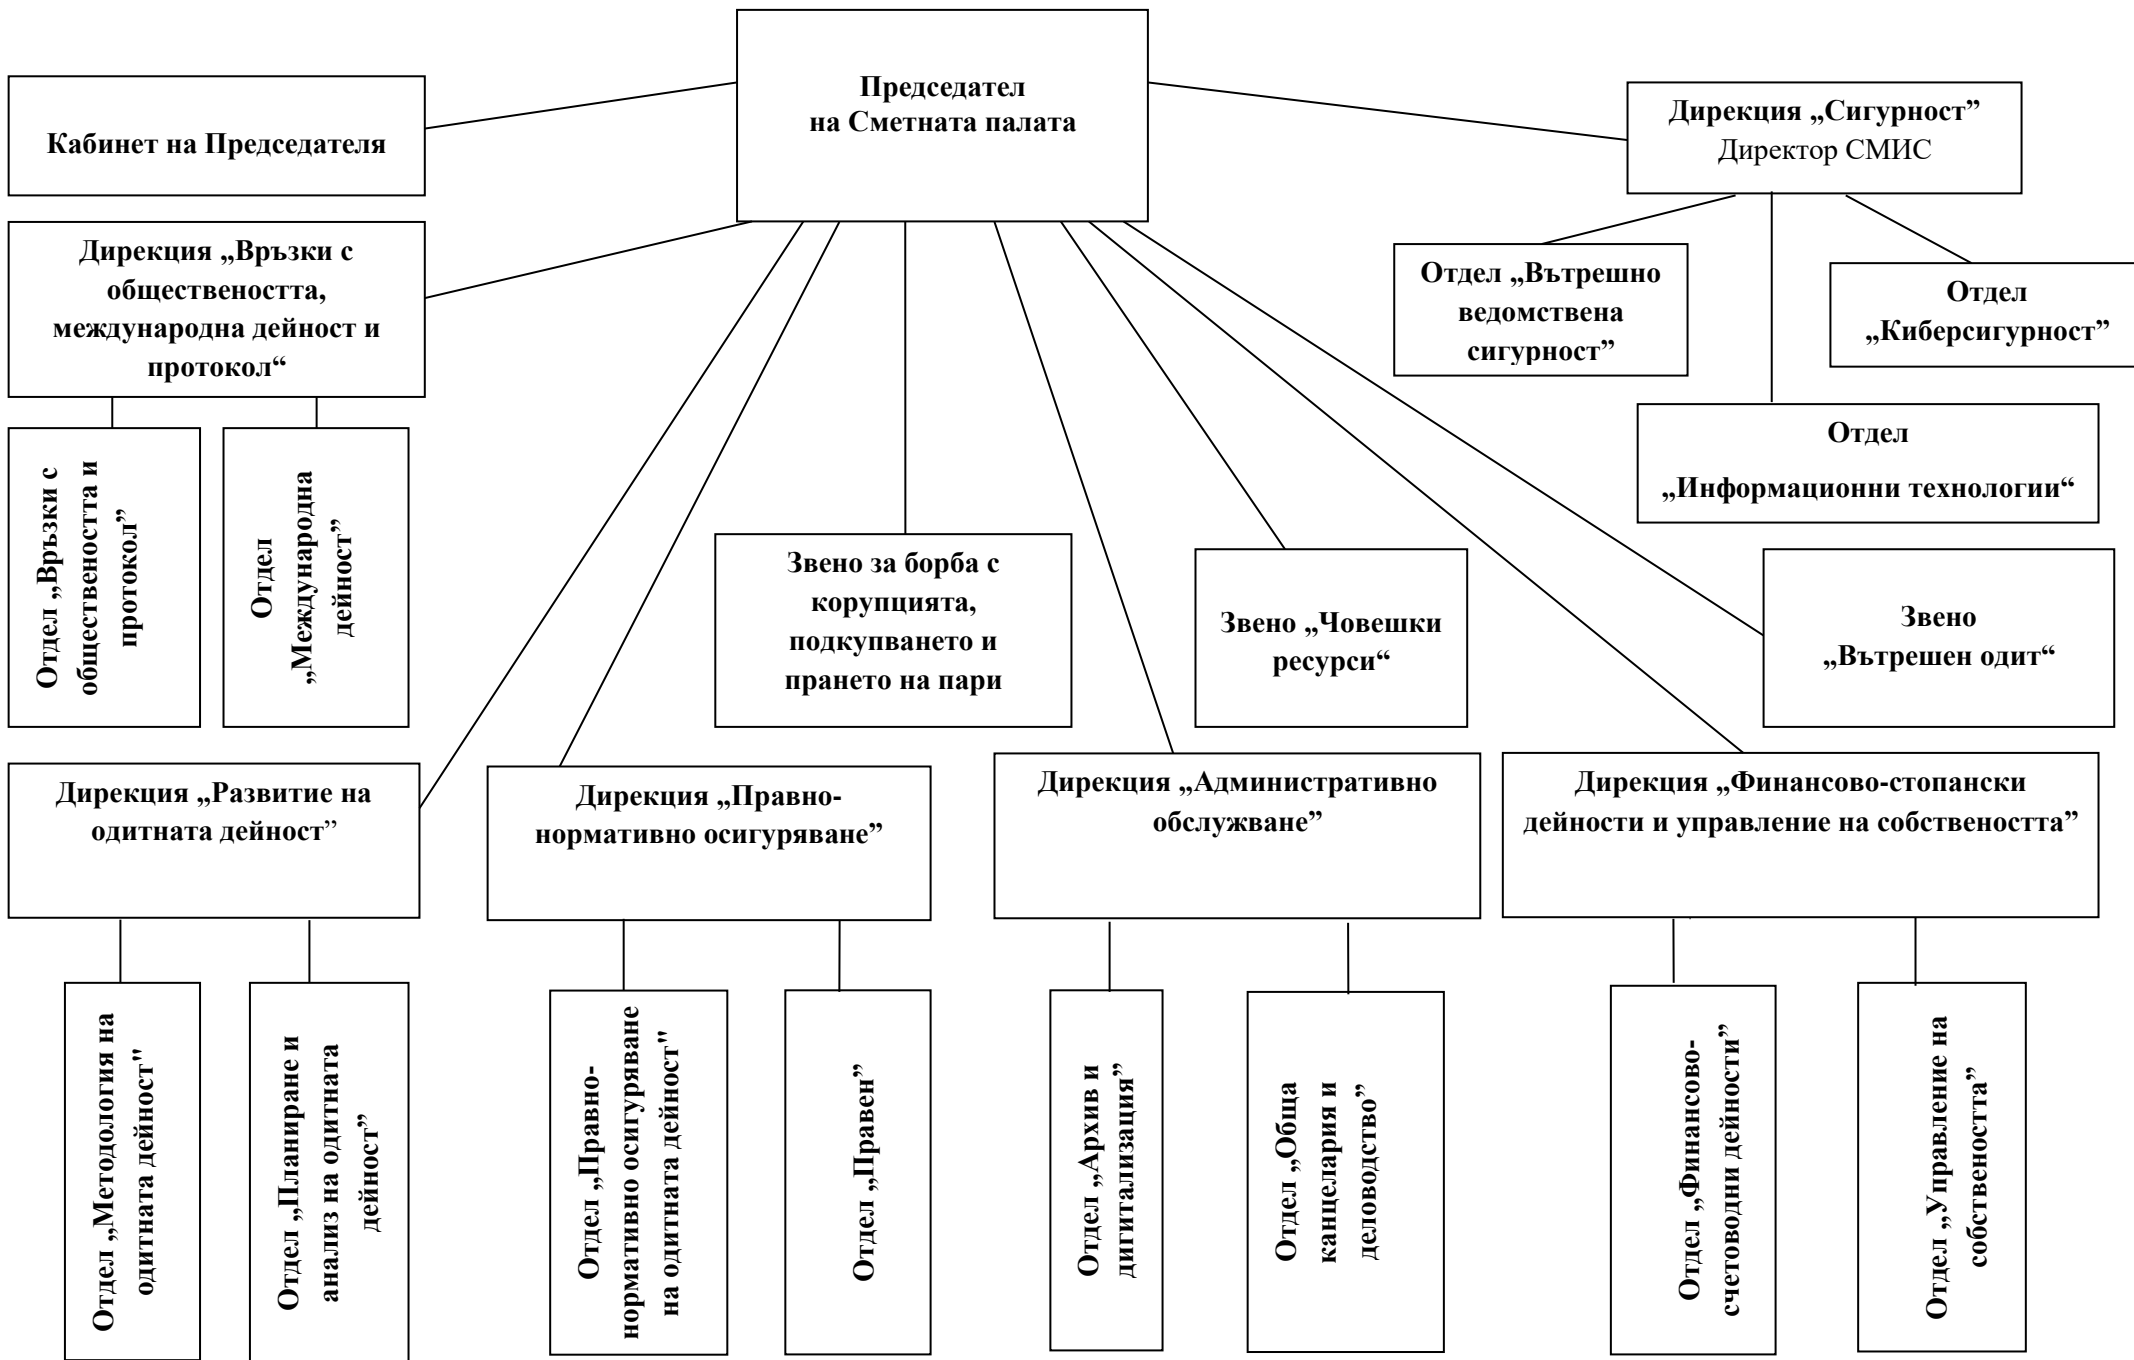 Председател
на Сметната палата
Кабинет на Председателя
Дирекция „Сигурност”
Директор СМИС
Дирекция „Връзки с
обществеността,
международна дейност и
протокол“
Отдел „Вътрешно
ведомствена
сигурност”
Отдел
„Киберсигурност”
Отдел
„Информационни технологии“
Отдел „Връзки с
обществеността и
протокол”
Отдел
„Международна
дейност”
Звено за борба с
корупцията,
подкупването и
прането на пари
Звено „Човешки
ресурси“
Звено
„Вътрешен одит“
Дирекция „Развитие на
одитната дейност”
Дирекция „Правно-
нормативно осигуряване”
Дирекция „Административно
обслужване”
Дирекция „Финансово-стопански
дейности и управление на собствеността”
Отдел „Методология на
одитната дейност"
Отдел „Планиране и
анализ на одитната
дейност”
Отдел „Правно-
нормативно осигуряване
на одитната дейност"
Отдел „Правен”
Отдел „Архив и
дигитализация”
Отдел „Обща
канцелария и
деловодство”
Отдел „Финансово-
счетоводни дейности”
Отдел „Управление на
собствеността”